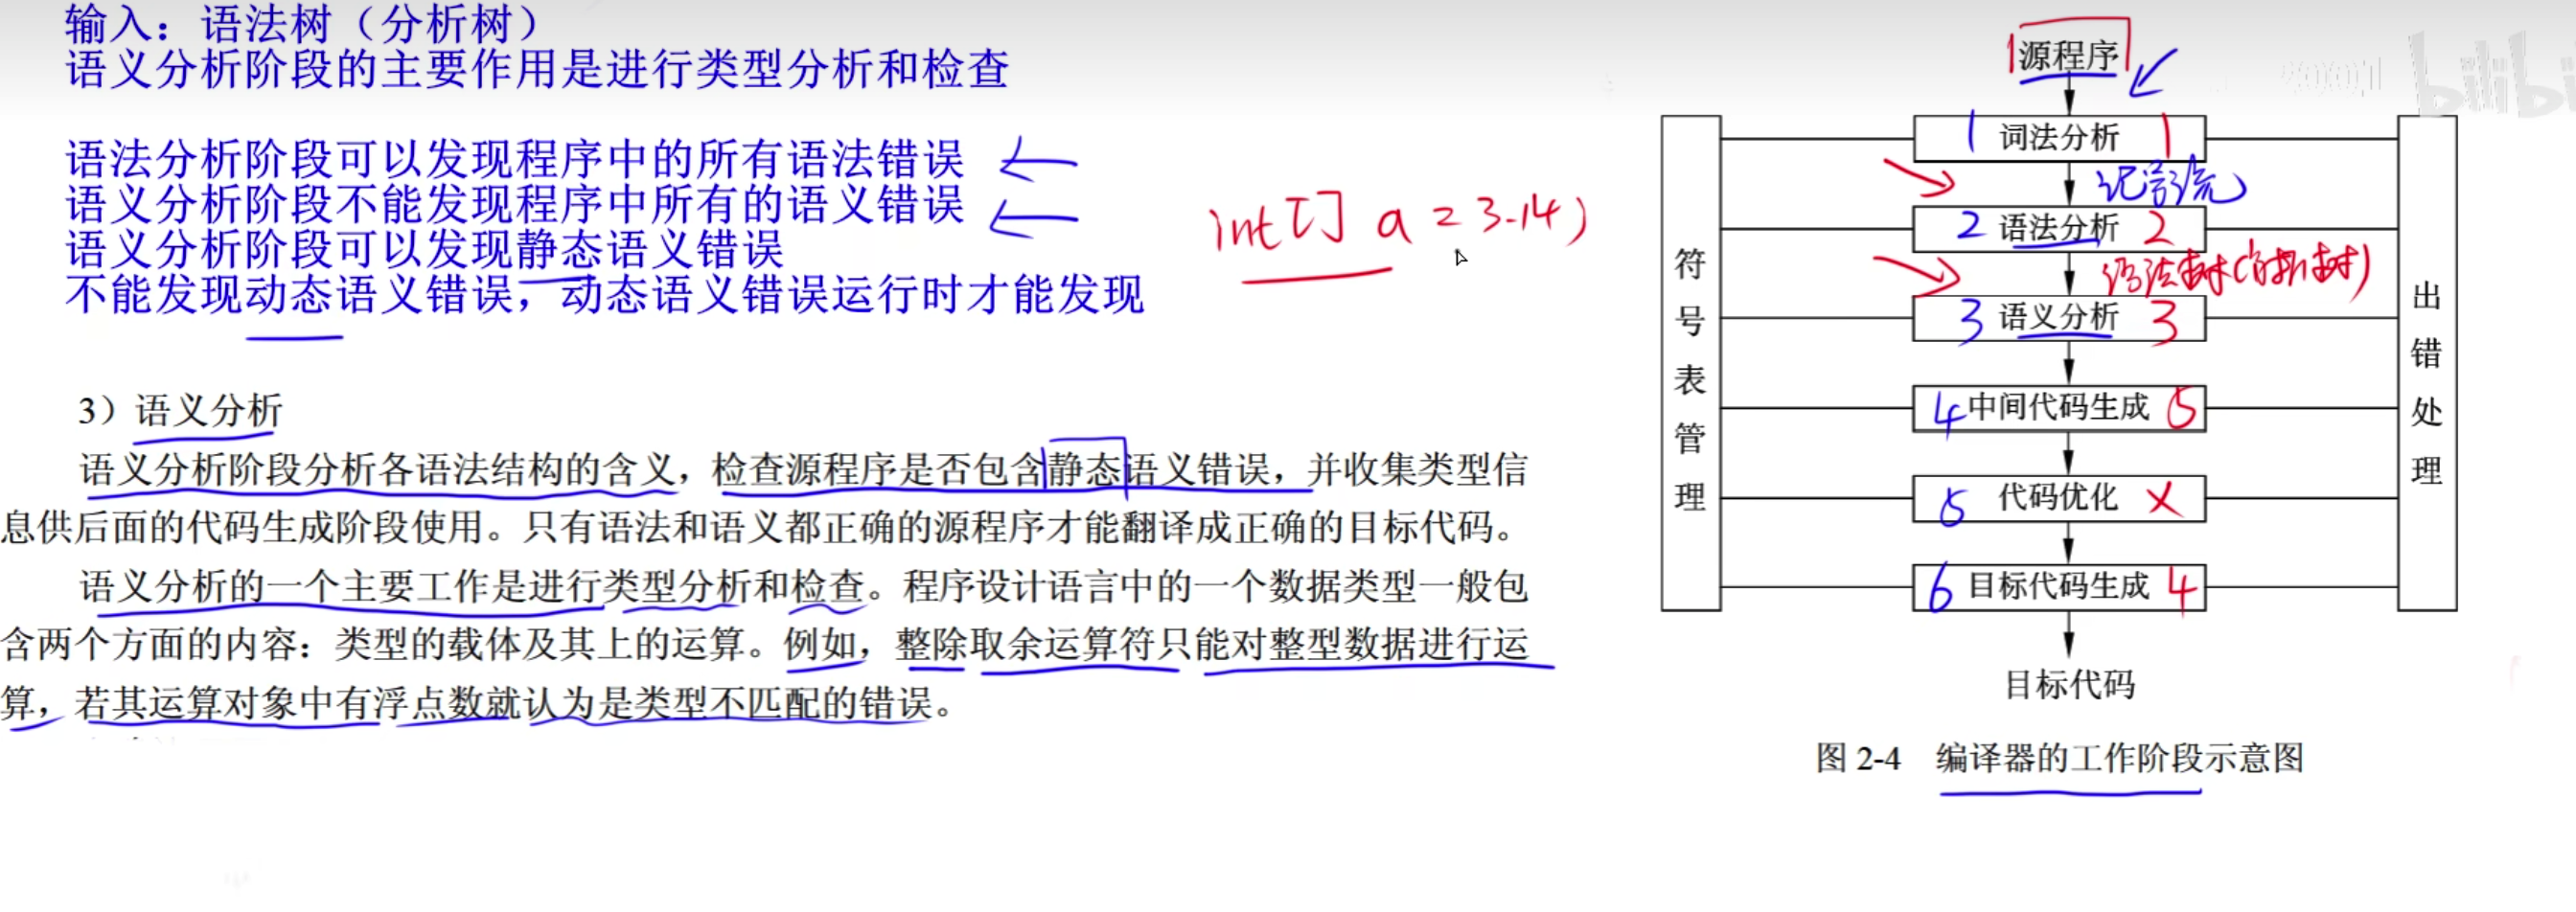 输入：语法树（分析树）
语义分析阶段的主要作用是进行类型分析和检查
语法分析阶段可以发现程序中的所有语法错误
语义分析阶段不能发现程序中所有的语义错误
语义分析阶段可以发现静态语义错误
不能发现动态语义错误，动态语义错误运行时才能发现
int[] a = 3.14;
3）语义分析
语义分析阶段分析各语法结构的含义，检查源程序是否包含静态语义错误，并收集类型信
息供后面的代码生成阶段使用。只有语法和语义都正确的源程序才能翻译成正确的目标代码。
语义分析的一个主要工作是进行类型分析和检查。程序设计语言中的一个数据类型一般包
含两个方面的内容：类型的载体及其上的运算。例如，整除取余运算符只能对整型数据进行运
算，若其运算对象中有浮点数就认为是类型不匹配的错误。
源程序
1 词法分析 1
记号流
2 语法分析 2
语法树(分析树)
3 语义分析 3
4 中间代码生成 5
5 代码优化 ×
6 目标代码生成 4
目标代码
符号表管理
出错处理
图 2-4 编译器的工作阶段示意图
bilibi